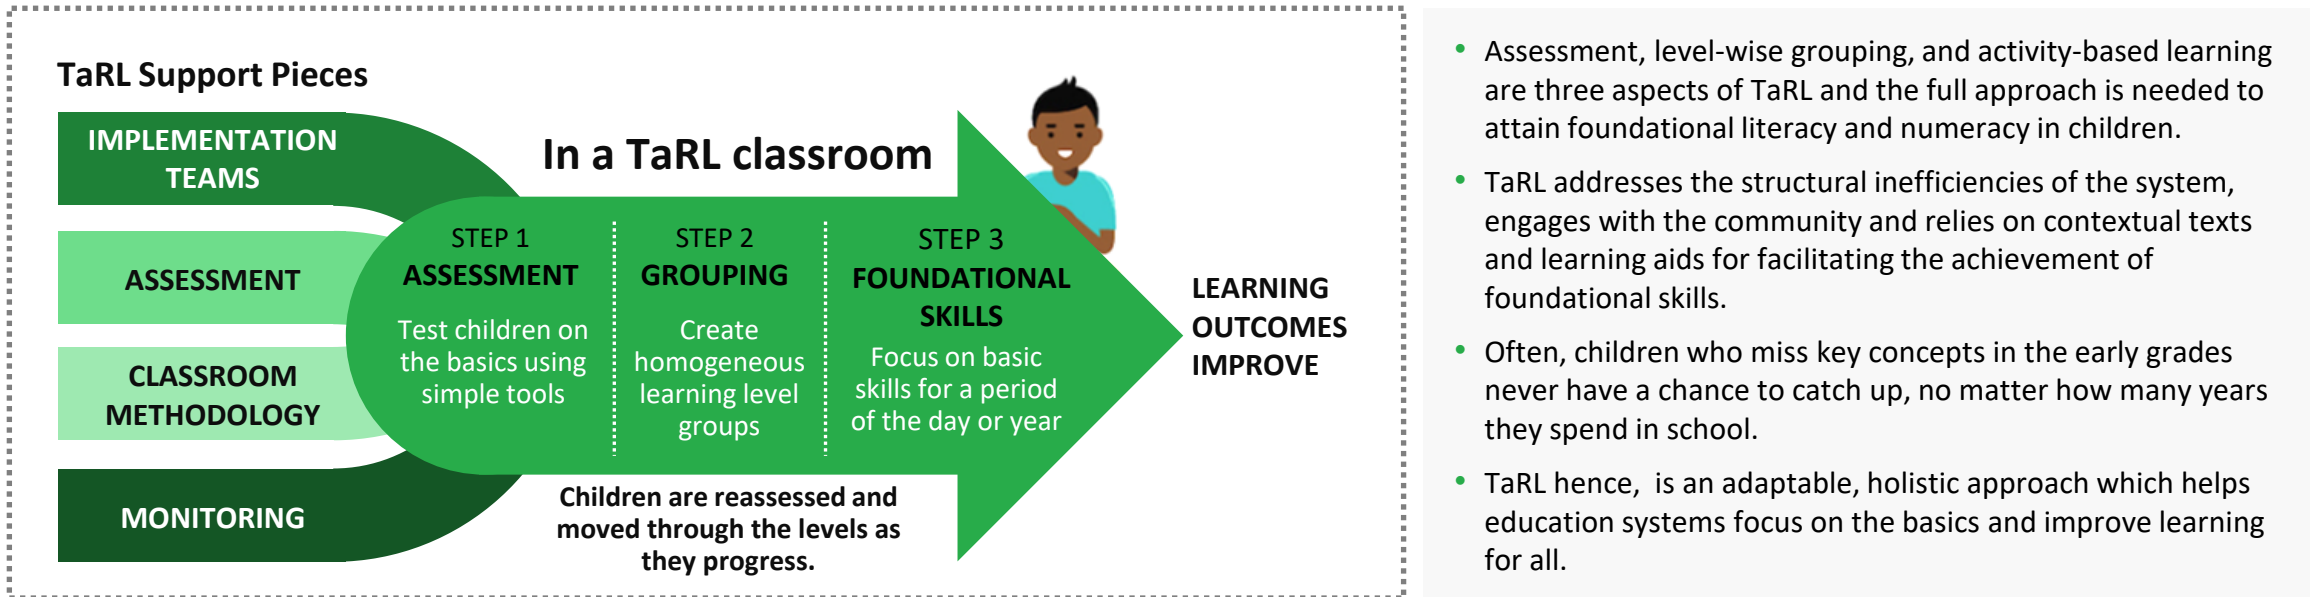 TaRL Support Pieces
IMPLEMENTATION
TEAMS
ASSESSMENT
CLASSROOM
METHODOLOGY
MONITORING
In a TaRL classroom
STEP 1
ASSESSMENT
Test children on
the basics using
simple tools
STEP 2
GROUPING
Create
homogeneous
learning level
groups
STEP 3
FOUNDATIONAL
SKILLS
Focus on basic
skills for a period
of the day or year
Children are reassessed and
moved through the levels as
they progress.
LEARNING
OUTCOMES
IMPROVE
• Assessment, level-wise grouping, and activity-based learning
are three aspects of TaRL and the full approach is needed to
attain foundational literacy and numeracy in children.
• TaRL addresses the structural inefficiencies of the system,
engages with the community and relies on contextual texts
and learning aids for facilitating the achievement of
foundational skills.
• Often, children who miss key concepts in the early grades
never have a chance to catch up, no matter how many years
they spend in school.
• TaRL hence,  is an adaptable, holistic approach which helps
education systems focus on the basics and improve learning
for all.